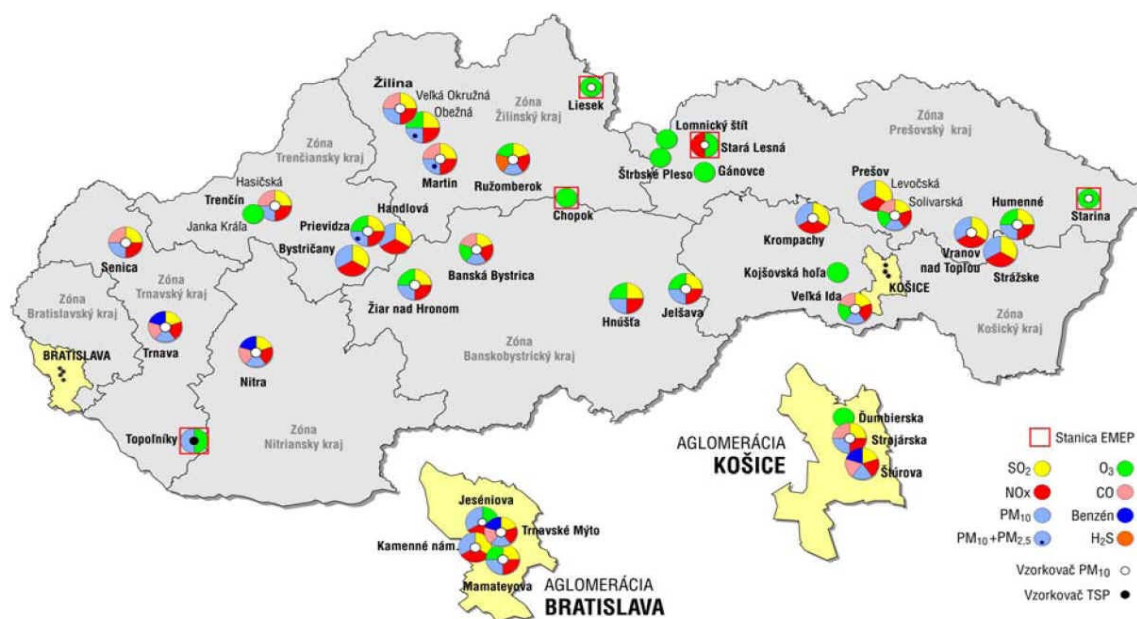 Žilina
Veľká Okružná
Obežná
Zóna
Žilinský kraj
Liesek
Martin
Ružomberok
Lomnický štít
Stará Lesná
Štrbské Pleso
Gánovce
Zóna
Prešovský kraj
Zóna
Trenčiansky kraj
Hasičská
Trenčín
Janka Kráľa
Handlová
Prievidza
Bystričany
Chopok
Prešov
Levočská
Solivarská
Humenné
Starina
Krompachy
Vranov
nad Topľou
Strážske
Senica
Banská Bystrica
Kojšovská hoľa
KOŠICE
Zóna
Trnavský kraj
Zóna
Bratislavský kraj
Žiar nad Hronom
Hnúšťa
Jelšava
Veľká Ida
Zóna
Košický kraj
Trnava
BRATISLAVA
Nitra
Zóna
Banskobystrický kraj
Topoľníky
Zóna
Nitriansky kraj
Ďumbierska
Strojárska
Štúrova
AGLOMERÁCIA
KOŠICE
Jeséniova
Trnavské Mýto
Kamenné nám.
Mamateyova
AGLOMERÁCIA
BRATISLAVA
Stanica EMEP
SO2 O3
NOx CO
PM10 Benzén
PM10+PM2,5 H2S
Vzorkovač PM10
Vzorkovač TSP